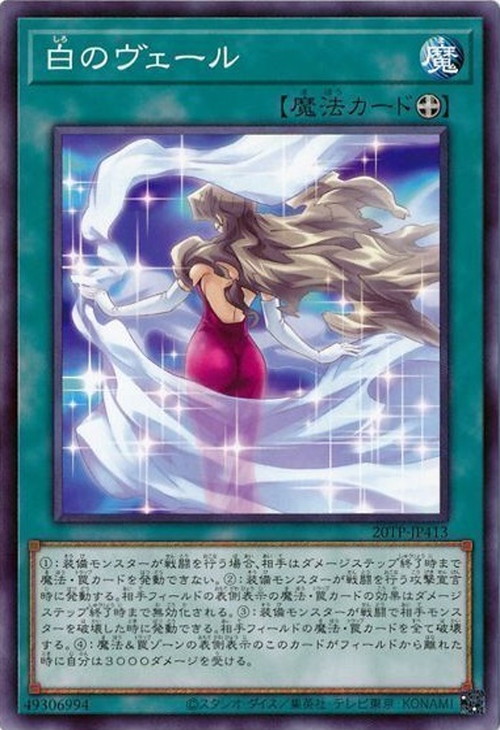 白のヴェール
魔
【魔法カード】
20TP-JP413
①：装備モンスターが戦闘を行う場合、相手はダメージステップ終了時まで
魔法・罠カードを発動できない。②：装備モンスターが戦闘を行う攻撃宣言
時に発動する。相手フィールドの表側表示の魔法・罠カードの効果はダメージ
ステップ終了時まで無効化される。③：装備モンスターが戦闘で相手モンスタ
ーを破壊した時に発動できる。相手フィールドの魔法・罠カードを全て破壊
する。④：魔法＆罠ゾーンの表側表示のこのカードがフィールドから離れた
時に自分は３０００ダメージを受ける。
49306994 ©スタジオ・ダイス／集英社・テレビ東京・KONAMI